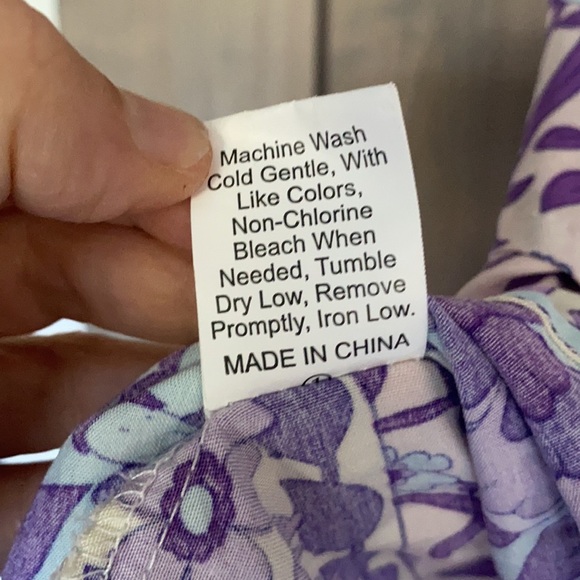 Machine Wash
Cold Gentle, With
Like Colors,
Non-Chlorine
Bleach When
Needed, Tumble
Dry Low, Remove
Promptly, Iron Low.
MADE IN CHINA